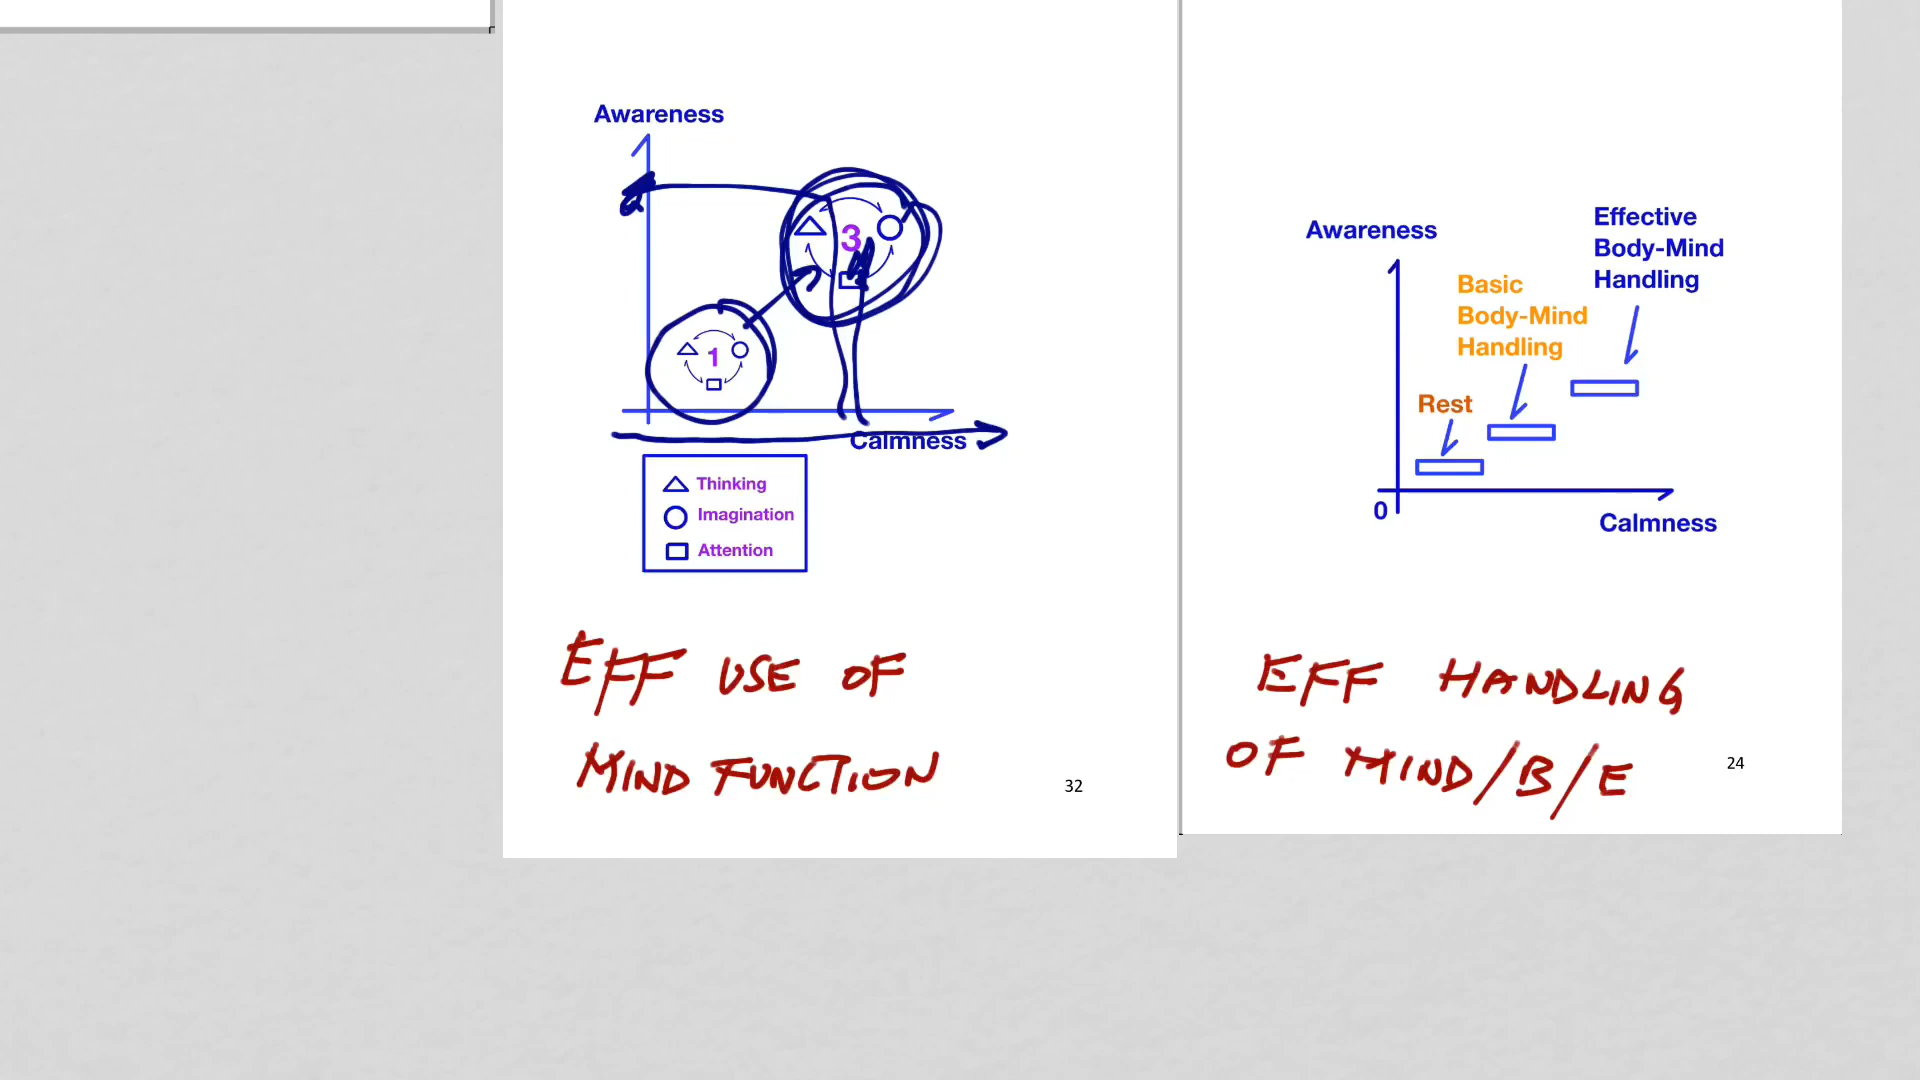 Awareness
3
1
Calmness
Thinking
Imagination
Attention
EFF USE OF
MIND FUNCTION
32
Effective
Body-Mind
Handling
Awareness
Basic
Body-Mind
Handling
Rest
0
Calmness
EFF HANDLING
OF MIND/B/E
24